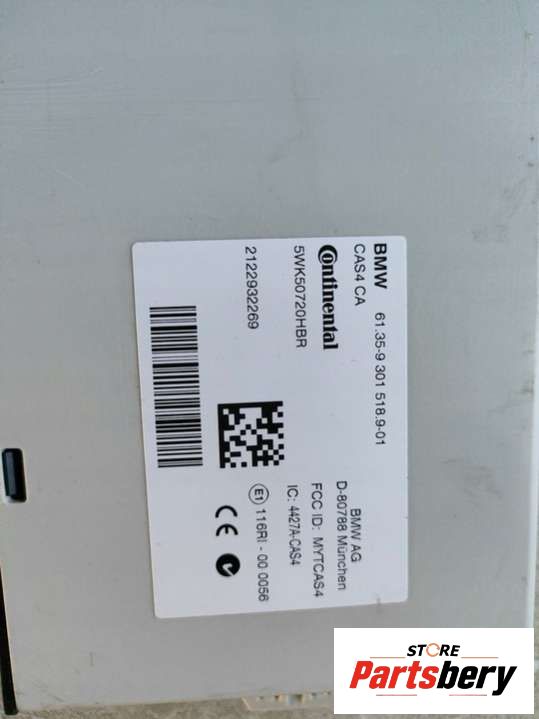 BMW 61.35-9 301 518.9-01
CAS4 CA
Continental
5WK50720HBR
2122932269
BMW AG
D-80788 München
FCC ID: MYTCAS4
IC: 4427A-CAS4
E1 116RI - 00 0056
CE
STORE
Partsbery